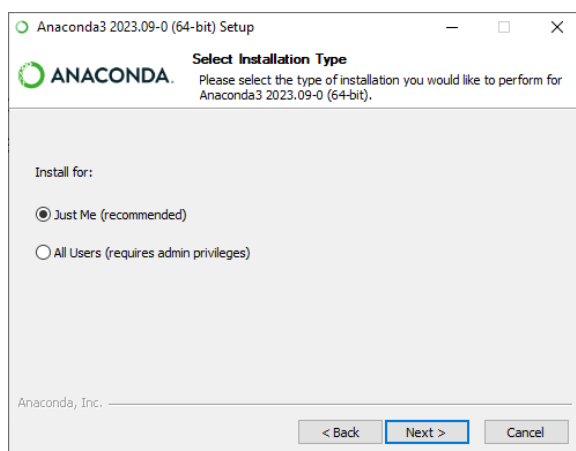 Anaconda3 2023.09-0 (64-bit) Setup
ANACONDA.
Select Installation Type
Please select the type of installation you would like to perform for
Anaconda3 2023.09-0 (64-bit).
Install for:
Just Me (recommended)
All Users (requires admin privileges)
Anaconda, Inc.
< Back Next > Cancel